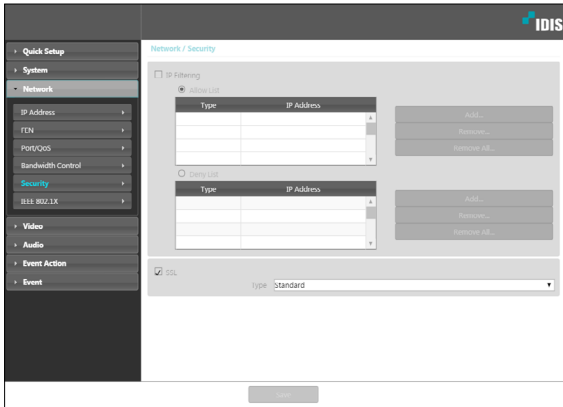 IDIS
Quick Setup
System
Network
IP Address
FEN
Port/QoS
Bandwidth Control
Security
IEEE 802.1X
Video
Audio
Event Action
Event
Network / Security
IP Filtering
Allow List
Type IP Address
Add...
Remove...
Remove All...
Deny List
Type IP Address
Add...
Remove...
Remove All...
SSL
Type Standard
Save